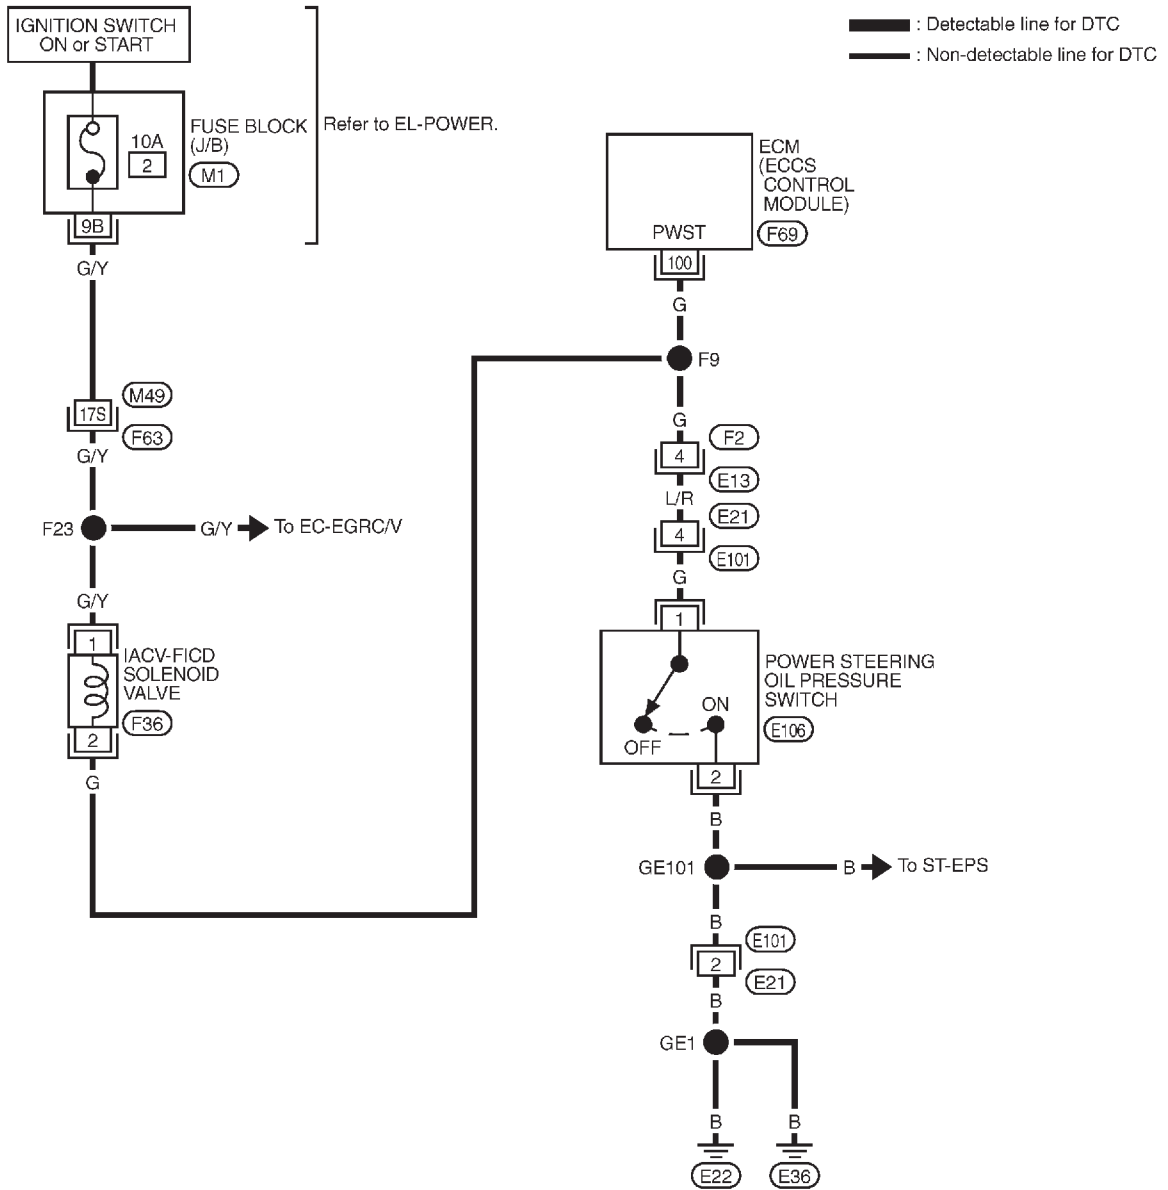 IGNITION SWITCH
ON or START
: Detectable line for DTC
: Non-detectable line for DTC
FUSE BLOCK
(J/B)
M1
10A
2
Refer to EL-POWER.
9B
G/Y
ECM
(ECCS
CONTROL
MODULE)
F69
PWST
100
G
F9
M49
17S
F63
G/Y
G
F2
4
E13
L/R
E21
4
E101
G
F23
G/Y
To EC-EGRC/V
G/Y
1
IACV-FICD
SOLENOID
VALVE
F36
2
G
1
POWER STEERING
OIL PRESSURE
SWITCH
E106
ON
OFF
2
B
GE101
B
To ST-EPS
B
E101
2
E21
B
GE1
B
B
E22
E36